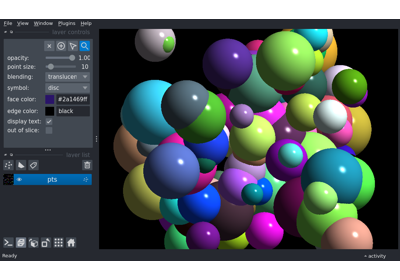 File View Window Plugins Help
layer controls
opacity: 1.00
point size: 10
blending: translucen
symbol: disc
face color: #2a1469ff
edge color: black
display text:
out of slice:
layer list
pts
Ready
activity